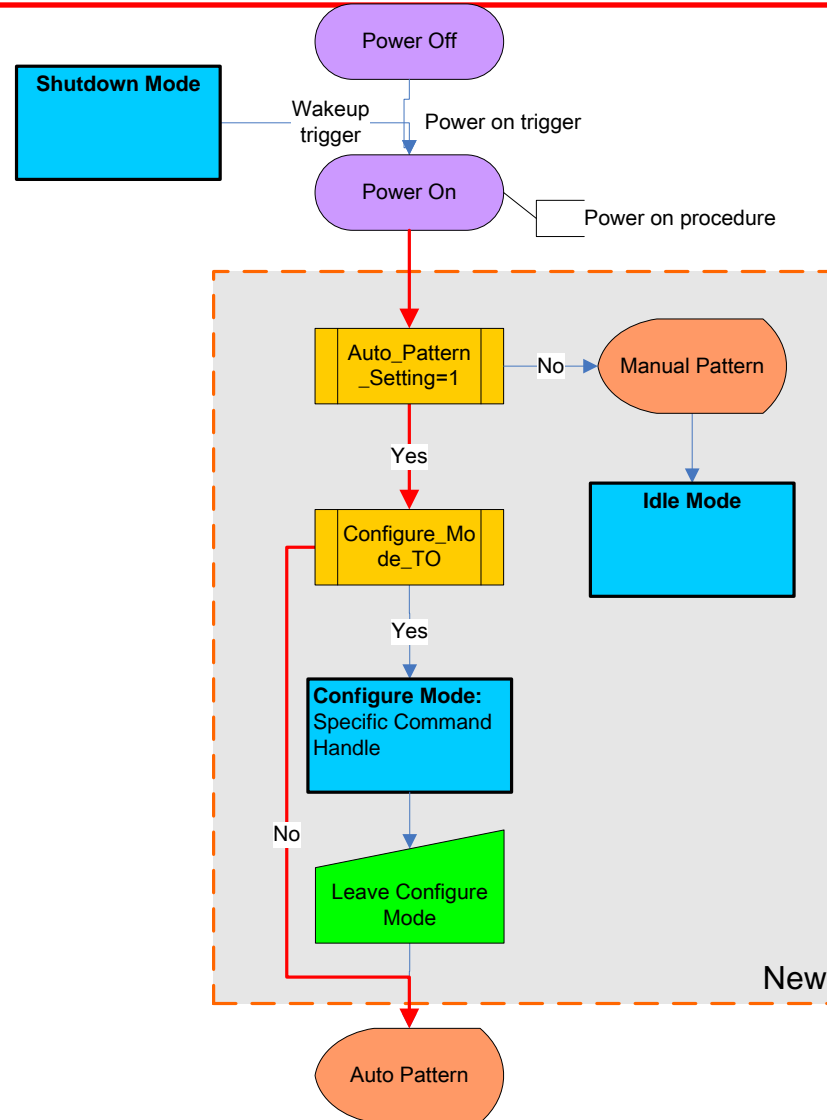 Power Off
Shutdown Mode
Wakeup
trigger
Power on trigger
Power On
Power on procedure
Auto_Pattern
_Setting=1
No
Manual Pattern
Yes
Idle Mode
Configure_Mo
de_TO
Yes
Configure Mode:
Specific Command
Handle
No
Leave Configure
Mode
New
Auto Pattern